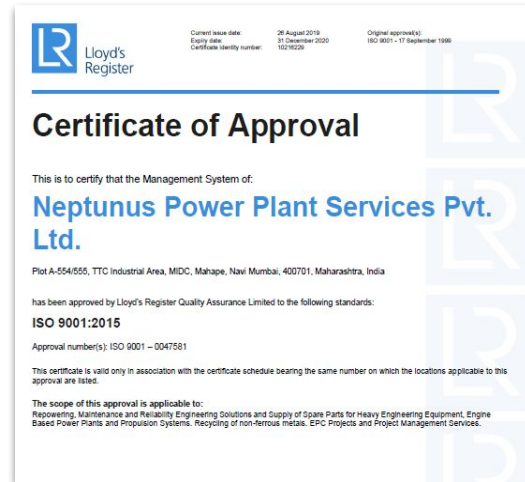 LR
Lloyd's
Register
Current issue date: 26 August 2019
Expiry date: 31 December 2020
Certificate identity number: 10216229
Original approval(s):
ISO 9001 - 17 September 1999
Certificate of Approval
This is to certify that the Management System of:
Neptunus Power Plant Services Pvt.
Ltd.
Plot A-554/555, TTC Industrial Area, MIDC, Mahape, Navi Mumbai, 400701, Maharashtra, India
has been approved by Lloyd's Register Quality Assurance Limited to the following standards:
ISO 9001:2015
Approval number(s): ISO 9001 – 0047581
This certificate is valid only in association with the certificate schedule bearing the same number on which the locations applicable to this
approval are listed.
The scope of this approval is applicable to:
Repowering, Maintenance and Reliability Engineering Solutions and Supply of Spare Parts for Heavy Engineering Equipment, Engine
Based Power Plants and Propulsion Systems. Recycling of non-ferrous metals. EPC Projects and Project Management Services.